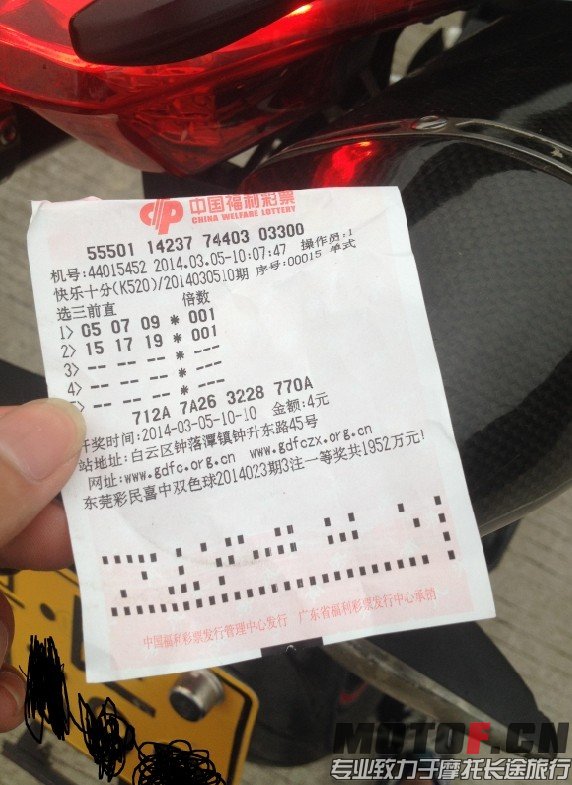 中国福利彩票
CHINA WELFARE LOTTERY
55501 14237 74403 03300
机号:44015452 2014.03.05-10:07:47 操作员:1
快乐十分(K520)/2014030510期 序号:00015 单式
选三前直 倍数
1> 05 07 09 * 001
2> 15 17 19 * 001
3> -- -- -- * ---
4> -- -- -- * ---
5> -- -- -- * ---
712A 7A26 3228 770A
开奖时间:2014-03-05-10-10 金额:4元
站地址:白云区钟落潭镇钟升东路45号
网址:www.gdfc.org.cn www.gdfczx.org.cn
东莞彩民喜中双色球2014023期3注一等奖共1952万元!
中国福利彩票发行管理中心发行 广东省福利彩票发行中心承销
MOTOF.CN
专业致力于摩托长途旅行